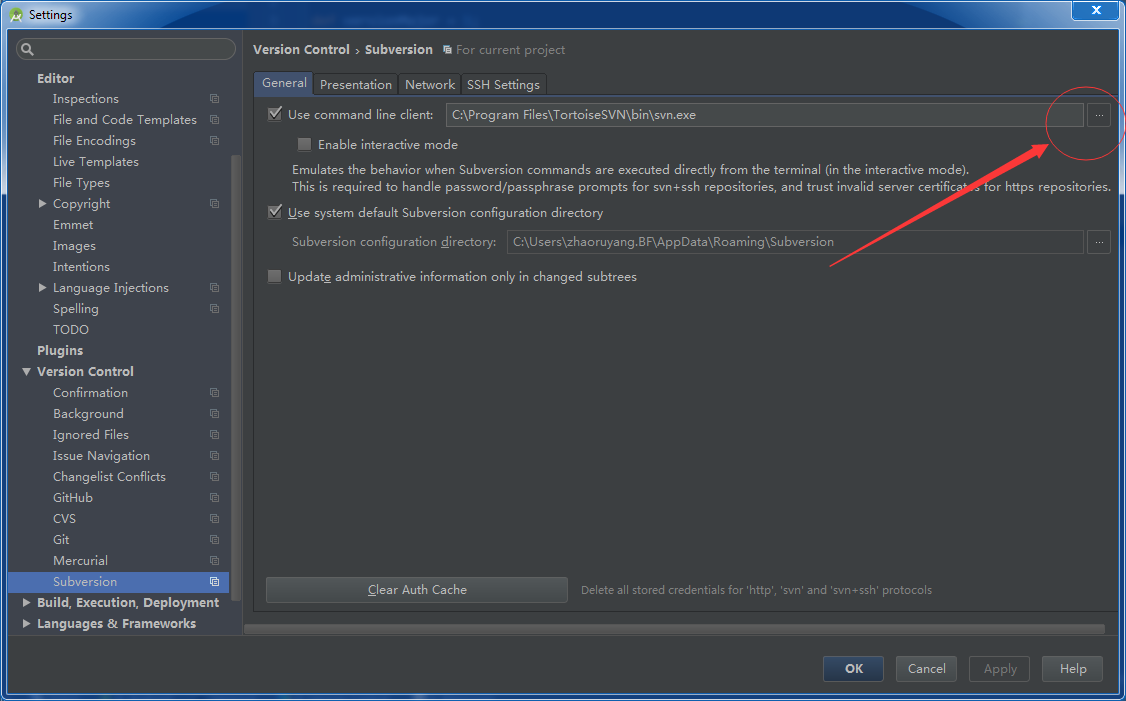 Settings
Version Control › Subversion For current project
Editor
Inspections
File and Code Templates
File Encodings
Live Templates
File Types
Copyright
Emmet
Images
Intentions
Language Injections
Spelling
TODO
Plugins
Version Control
Confirmation
Background
Ignored Files
Issue Navigation
Changelist Conflicts
GitHub
CVS
Git
Mercurial
Subversion
Build, Execution, Deployment
Languages & Frameworks
General Presentation Network SSH Settings
Use command line client: C:\Program Files\TortoiseSVN\bin\svn.exe ...
Enable interactive mode
Emulates the behavior when Subversion commands are executed directly from the terminal (in the interactive mode).
This is required to handle password/passphrase prompts for svn+ssh repositories, and trust invalid server certificates for https repositories.
Use system default Subversion configuration directory
Subversion configuration directory: C:\Users\zhaoruyang.BF\AppData\Roaming\Subversion ...
Update administrative information only in changed subtrees
Clear Auth Cache Delete all stored credentials for 'http', 'svn' and 'svn+ssh' protocols
OK Cancel Apply Help